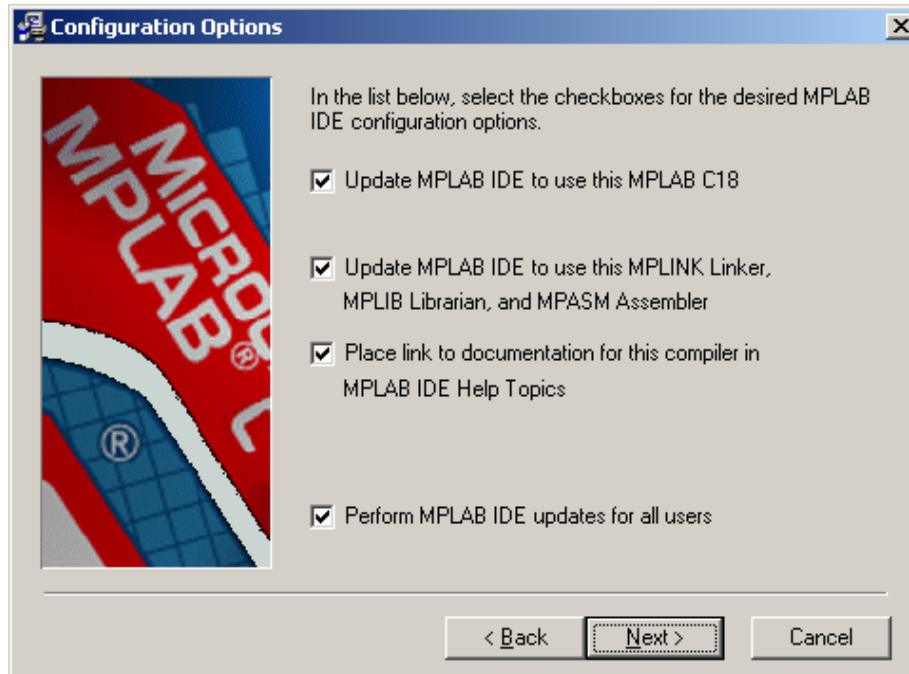 Configuration Options
In the list below, select the checkboxes for the desired MPLAB
IDE configuration options.
Update MPLAB IDE to use this MPLAB C18
Update MPLAB IDE to use this MPLINK Linker,
MPLIB Librarian, and MPASM Assembler
Place link to documentation for this compiler in
MPLAB IDE Help Topics
Perform MPLAB IDE updates for all users
MPLAB®
®
< Back
Next >
Cancel